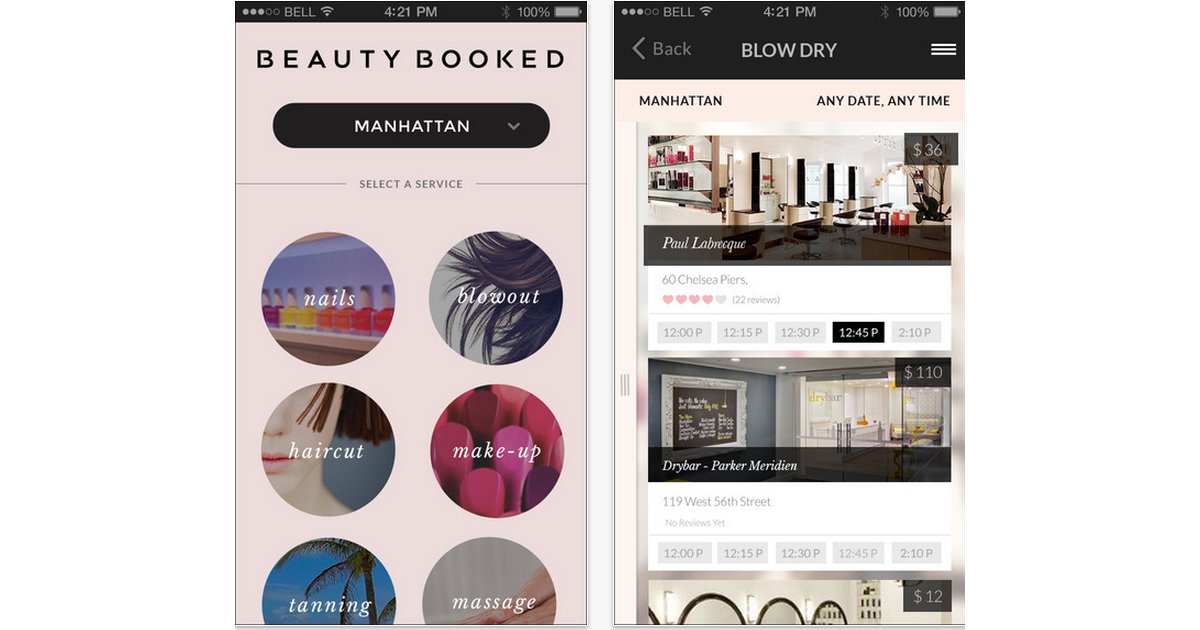 BELL 4:21 PM 100%
BEAUTY BOOKED
MANHATTAN
SELECT A SERVICE
nails
blowout
haircut
make-up
tanning
massage
BELL 4:21 PM 100%
Back BLOW DRY
MANHATTAN ANY DATE, ANY TIME
$ 36
Paul Labrecque
60 Chelsea Piers,
(22 reviews)
12:00 P 12:15 P 12:30 P 12:45 P 2:10 P
$ 110
drybar
Drybar - Parker Meridien
119 West 56th Street
No Reviews Yet
12:00 P 12:15 P 12:30 P 12:45 P 2:10 P
$ 12